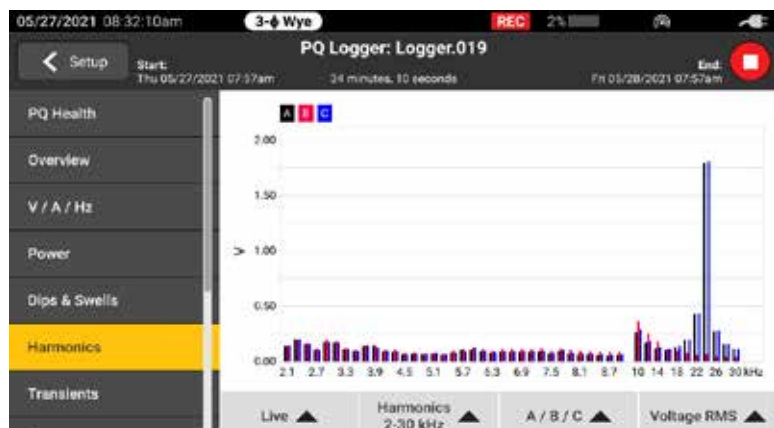 05/27/2021 08:32:10am 3-ϕ Wye REC 2%
Setup
PQ Logger: Logger.019
Start: End:
Thu 05/27/2021 07:57am 34 minutes, 10 seconds Fri 05/28/2021 07:57am
PQ Health
Overview
V / A / Hz
Power
Dips & Swells
Harmonics
Transients
A B C
2.00
1.50
V 1.00
0.50
0.00
2.1 2.7 3.3 3.9 4.5 5.1 5.7 6.3 6.9 7.5 8.1 8.7 10 14 18 22 26 30 kHz
Live
Harmonics
2-30 kHz
A / B / C
Voltage RMS